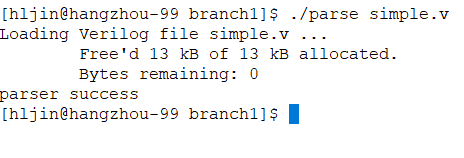 [hljin@hangzhou-99 branch1]$ ./parse simple.v
Loading Verilog file simple.v ...
Free'd 13 kB of 13 kB allocated.
Bytes remaining: 0
parser success
[hljin@hangzhou-99 branch1]$